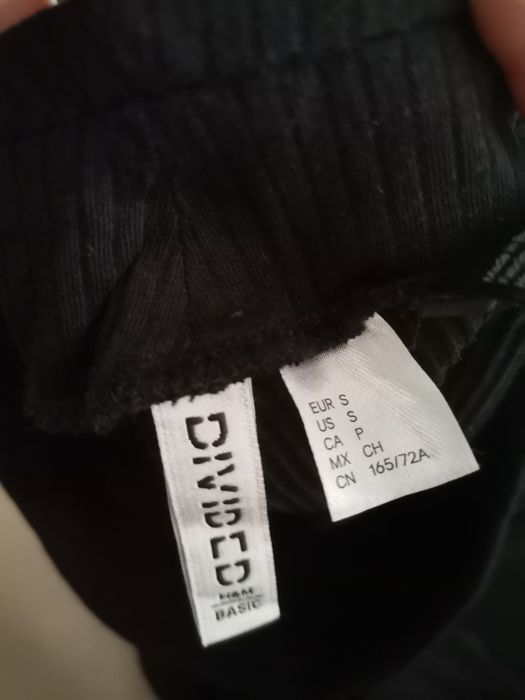 DIVIDED
H&M
BASIC
EUR S
US S
CA P
MX CH
CN 165/72A